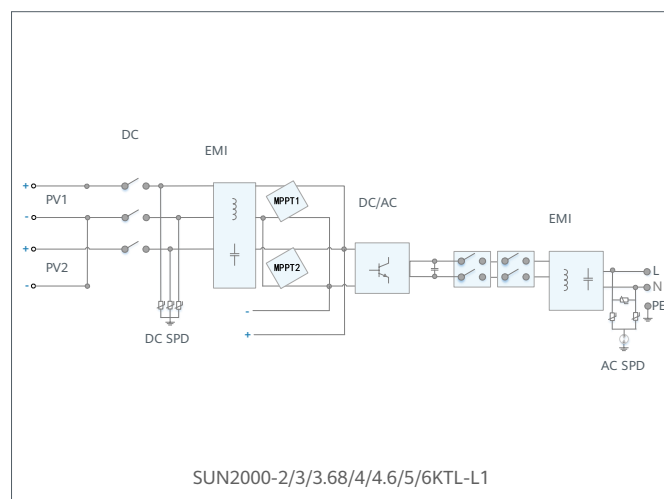 DC
EMI
+
PV1
MPPT1
DC/AC
-
EMI
+
PV2
MPPT2
L
-
N
PE
-
DC SPD
+
AC SPD
SUN2000-2/3/3.68/4/4.6/5/6KTL-L1